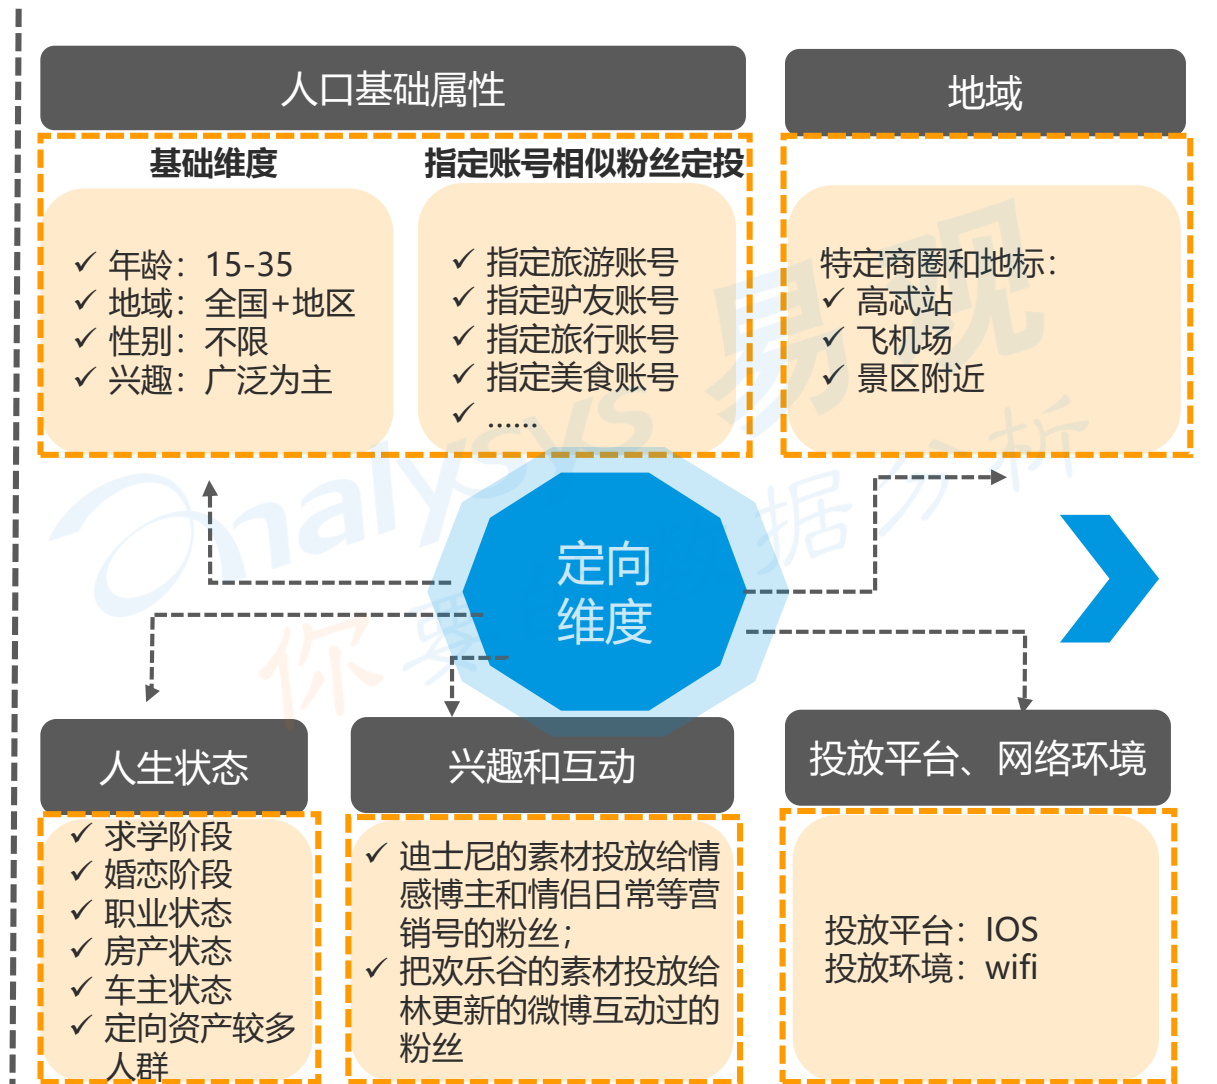 人口基础属性
基础维度
指定账号相似粉丝定投
✓ 年龄：15-35
✓ 地域：全国+地区
✓ 性别：不限
✓ 兴趣：广泛为主
✓ 指定旅游账号
✓ 指定驴友账号
✓ 指定旅行账号
✓ 指定美食账号
✓ ......
地域
特定商圈和地标：
✓ 高忒站
✓ 飞机场
✓ 景区附近
定向
维度
人生状态
✓ 求学阶段
✓ 婚恋阶段
✓ 职业状态
✓ 房产状态
✓ 车主状态
✓ 定向资产较多
人群
兴趣和互动
✓ 迪士尼的素材投放给情
感博主和情侣日常等营
销号的粉丝；
✓ 把欢乐谷的素材投放给
林更新的微博互动过的
粉丝
投放平台、网络环境
投放平台：IOS
投放环境：wifi
analysys 易观
你要
据分析